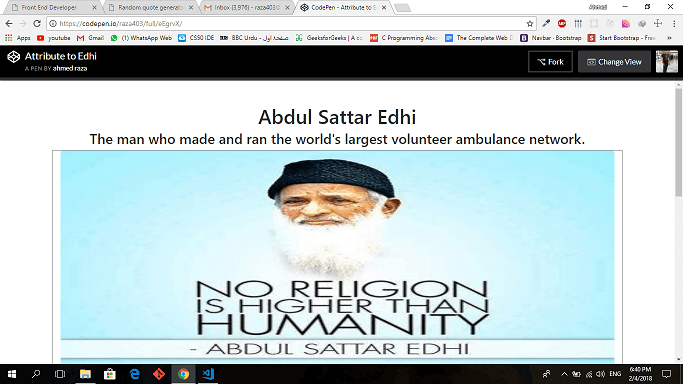 Front End Developer
Random quote generato
Inbox (3,976) - raza403@
CodePen - Attribute to E
Ahmad
https://codepen.io/raza403/full/eEgrvX/
Apps
youtube
Gmail
(1) WhatsApp Web
CS50 IDE
BBC Urdu - صفحۂ اول
GeeksforGeeks | A co
C Programming Abso
The Complete Web D
Navbar · Bootstrap
Start Bootstrap - Free
Attribute to Edhi
A PEN BY ahmed raza
Fork
Change View
Abdul Sattar Edhi
The man who made and ran the world's largest volunteer ambulance network.
NO RELIGION
IS HIGHER THAN
HUMANITY
- ABDUL SATTAR EDHI
ENG
6:40 PM
2/4/2018